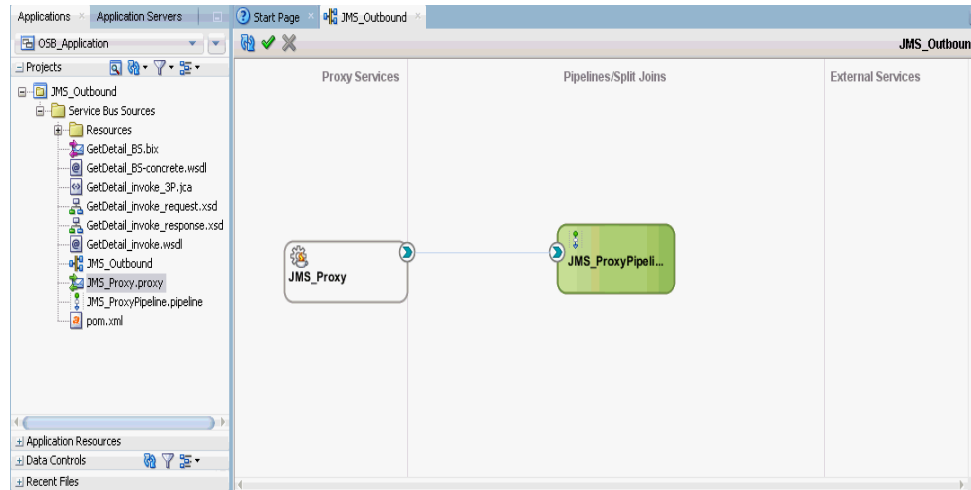 Applications
Application Servers
Start Page
JMS_Outbound
OSB_Application
JMS_Outboun
Projects
JMS_Outbound
Service Bus Sources
Resources
GetDetail_BS.bix
GetDetail_BS-concrete.wsdl
GetDetail_invoke_3P.jca
GetDetail_invoke_request.xsd
GetDetail_invoke_response.xsd
GetDetail_invoke.wsdl
JMS_Outbound
JMS_Proxy.proxy
JMS_ProxyPipeline.pipeline
pom.xml
Application Resources
Data Controls
Recent Files
Proxy Services
Pipelines/Split Joins
External Services
JMS_Proxy
JMS_ProxyPipeli...